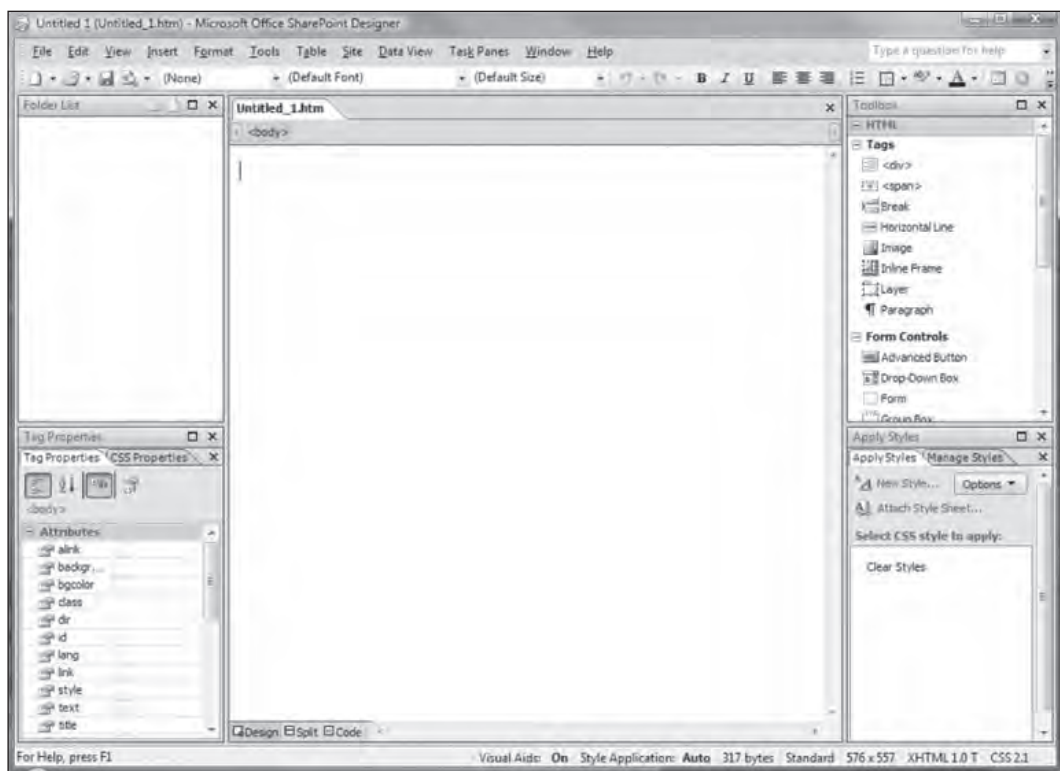 Untitled 1 (Untitled_1.htm) - Microsoft Office SharePoint Designer
File Edit View Insert Format Tools Table Site Data View Task Panes Window Help
Type a question for help
(None) (Default Font) (Default Size) B I U A
Folder List
Untitled_1.htm
<body>
Toolbox
HTML
Tags
<div>
<span>
Break
Horizontal Line
Image
Inline Frame
Layer
Paragraph
Form Controls
Advanced Button
Drop-Down Box
Form
Group Box
Tag Properties
Tag Properties CSS Properties
<body>
Attributes
alink
backgr...
bgcolor
class
dir
id
lang
link
style
text
title
Apply Styles
Apply Styles Manage Styles
New Style... Options
Attach Style Sheet...
Select CSS style to apply:
Clear Styles
Design Split Code
For Help, press F1
Visual Aids: On Style Application: Auto 317 bytes Standard 576 x 557 XHTML 1.0 T CSS 2.1